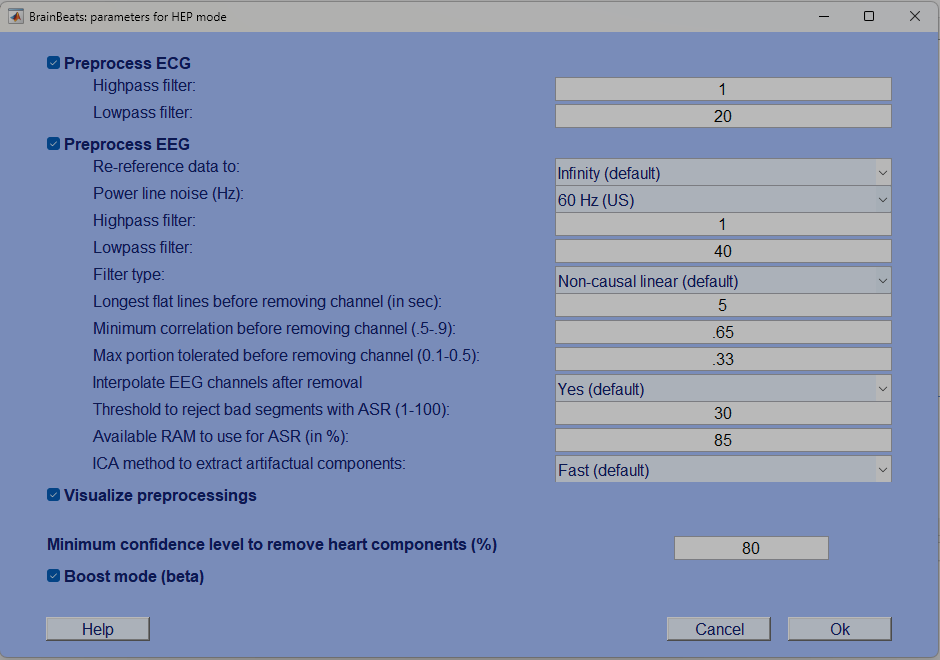 BrainBeats: parameters for HEP mode
Preprocess ECG
Highpass filter: 1
Lowpass filter: 20
Preprocess EEG
Re-reference data to: Infinity (default)
Power line noise (Hz): 60 Hz (US)
Highpass filter: 1
Lowpass filter: 40
Filter type: Non-causal linear (default)
Longest flat lines before removing channel (in sec): 5
Minimum correlation before removing channel (.5-.9): .65
Max portion tolerated before removing channel (0.1-0.5): .33
Interpolate EEG channels after removal Yes (default)
Threshold to reject bad segments with ASR (1-100): 30
Available RAM to use for ASR (in %): 85
ICA method to extract artifactual components: Fast (default)
Visualize preprocessings
Minimum confidence level to remove heart components (%) 80
Boost mode (beta)
Help Cancel Ok